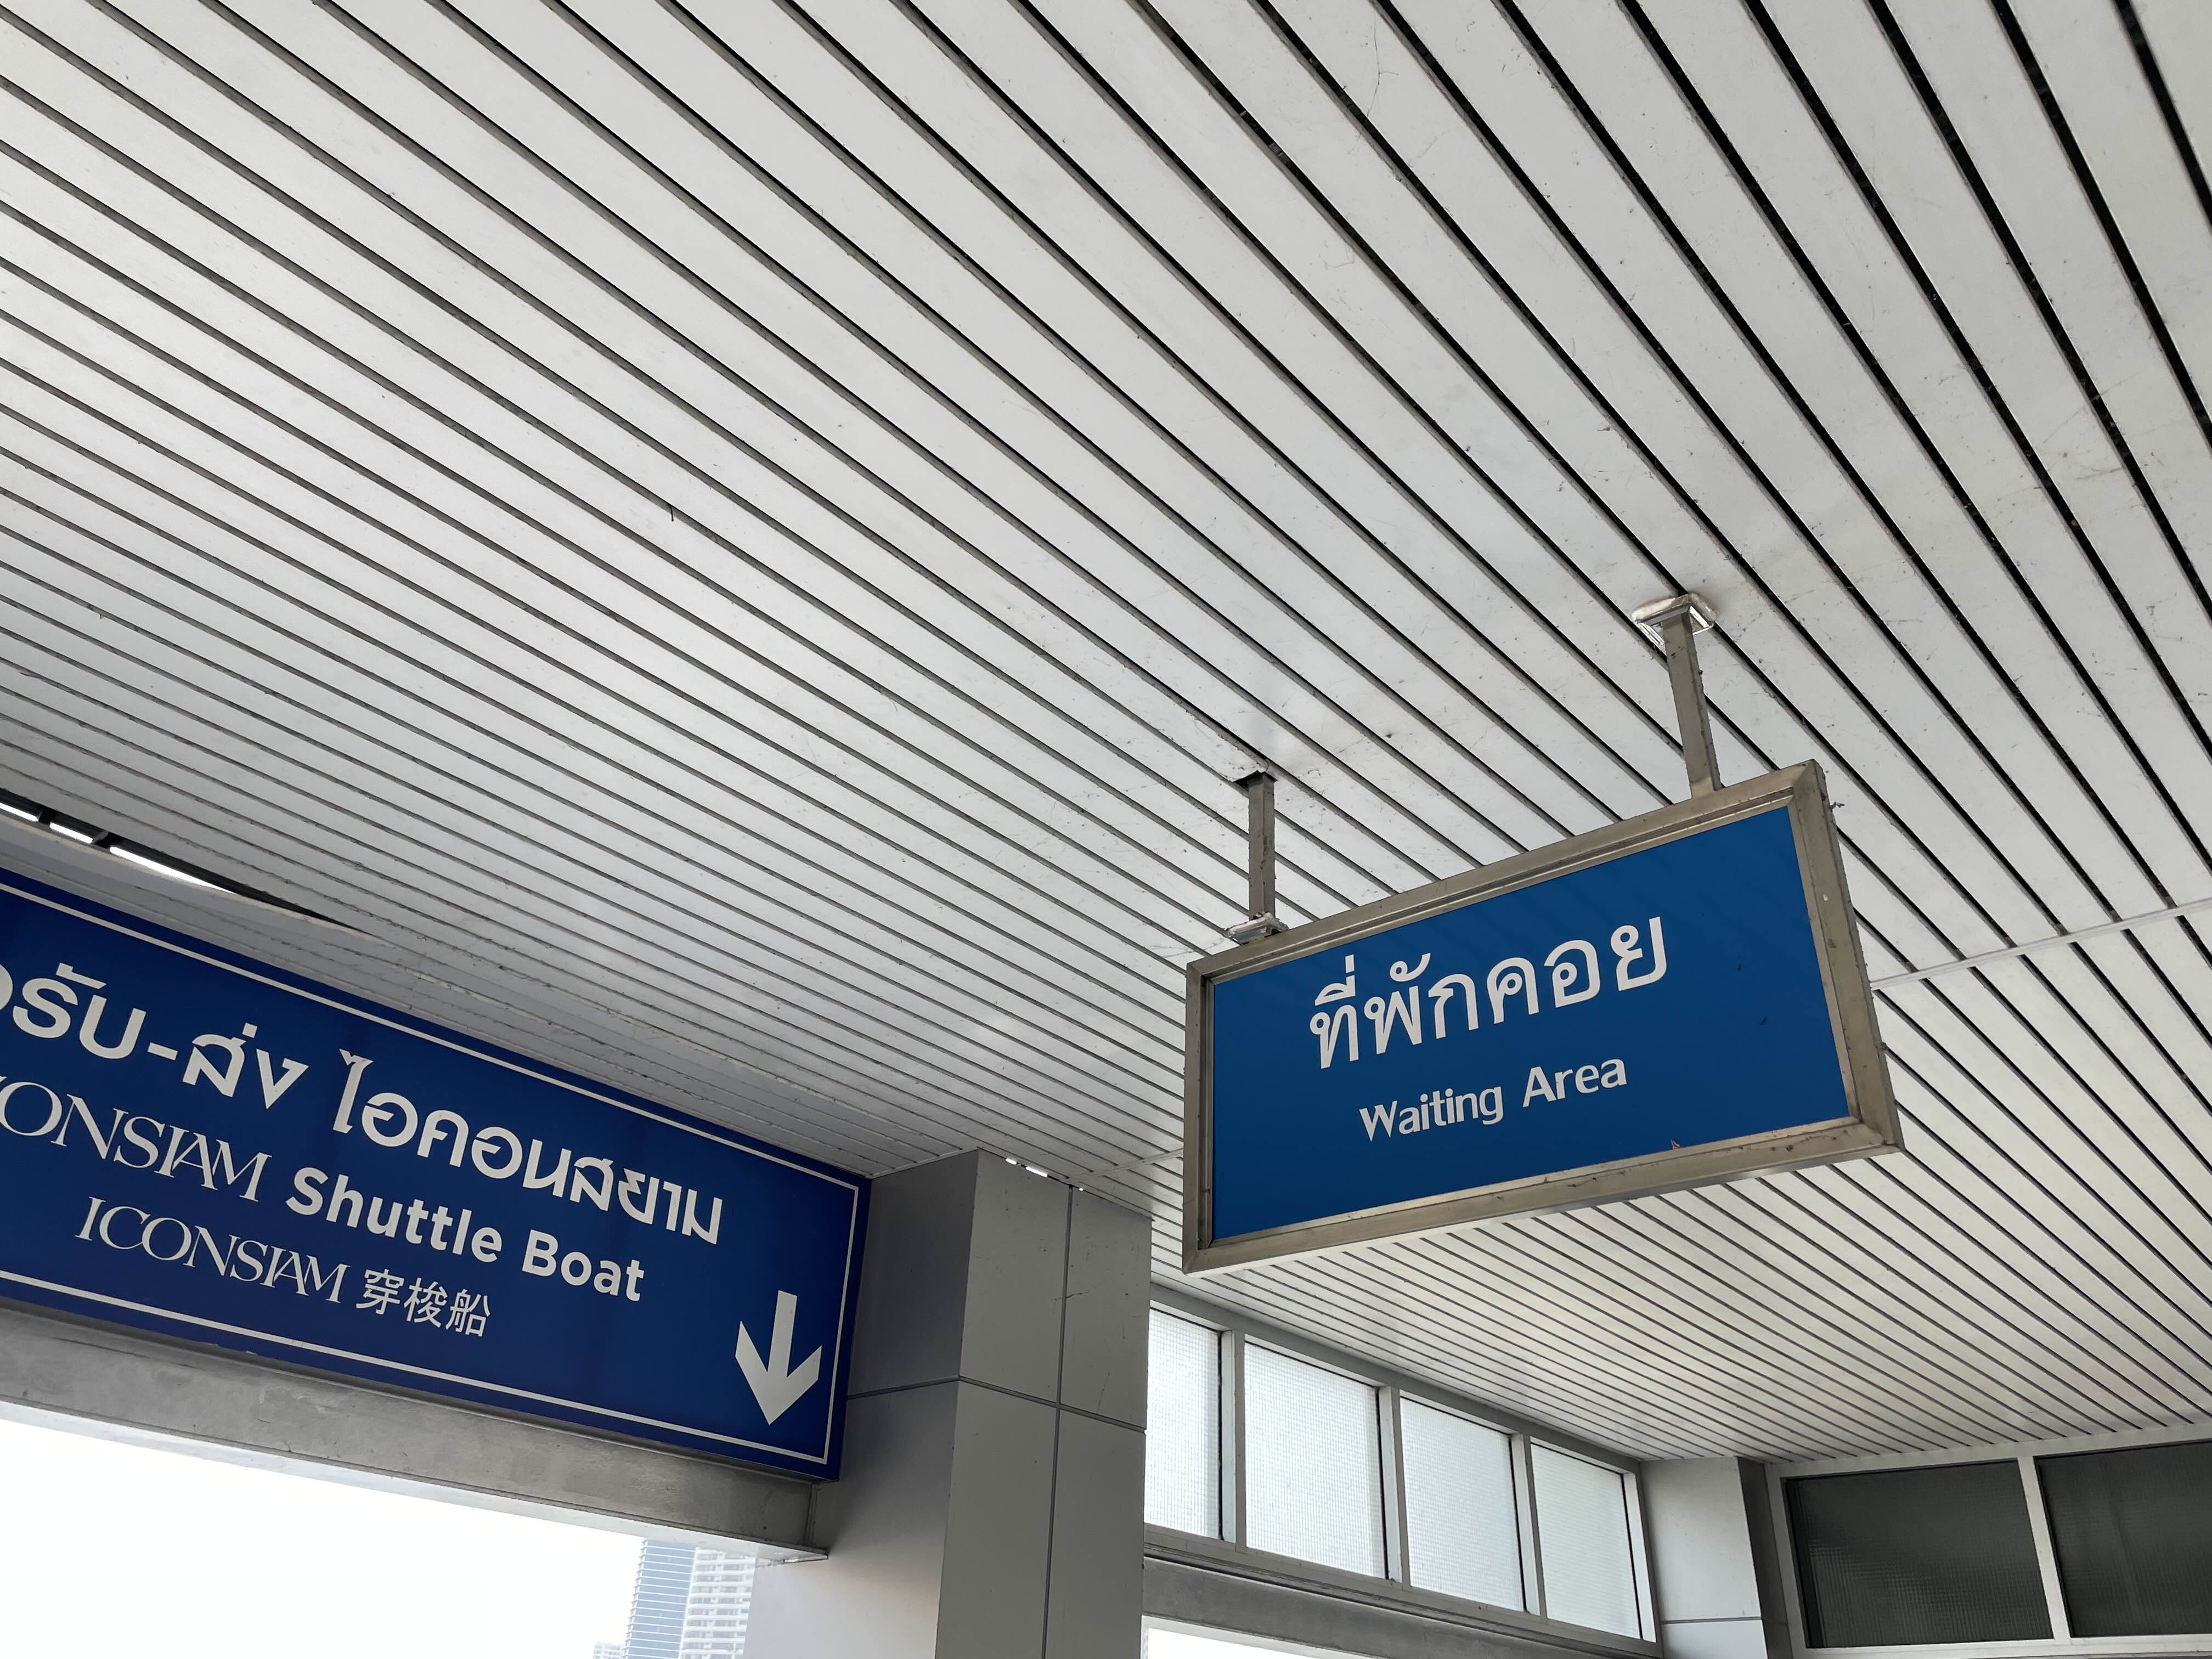 รับ-ส่ง ไอคอนสยาม
ICONSIAM Shuttle Boat
ICONSIAM 穿梭船
ที่พักคอย
Waiting Area